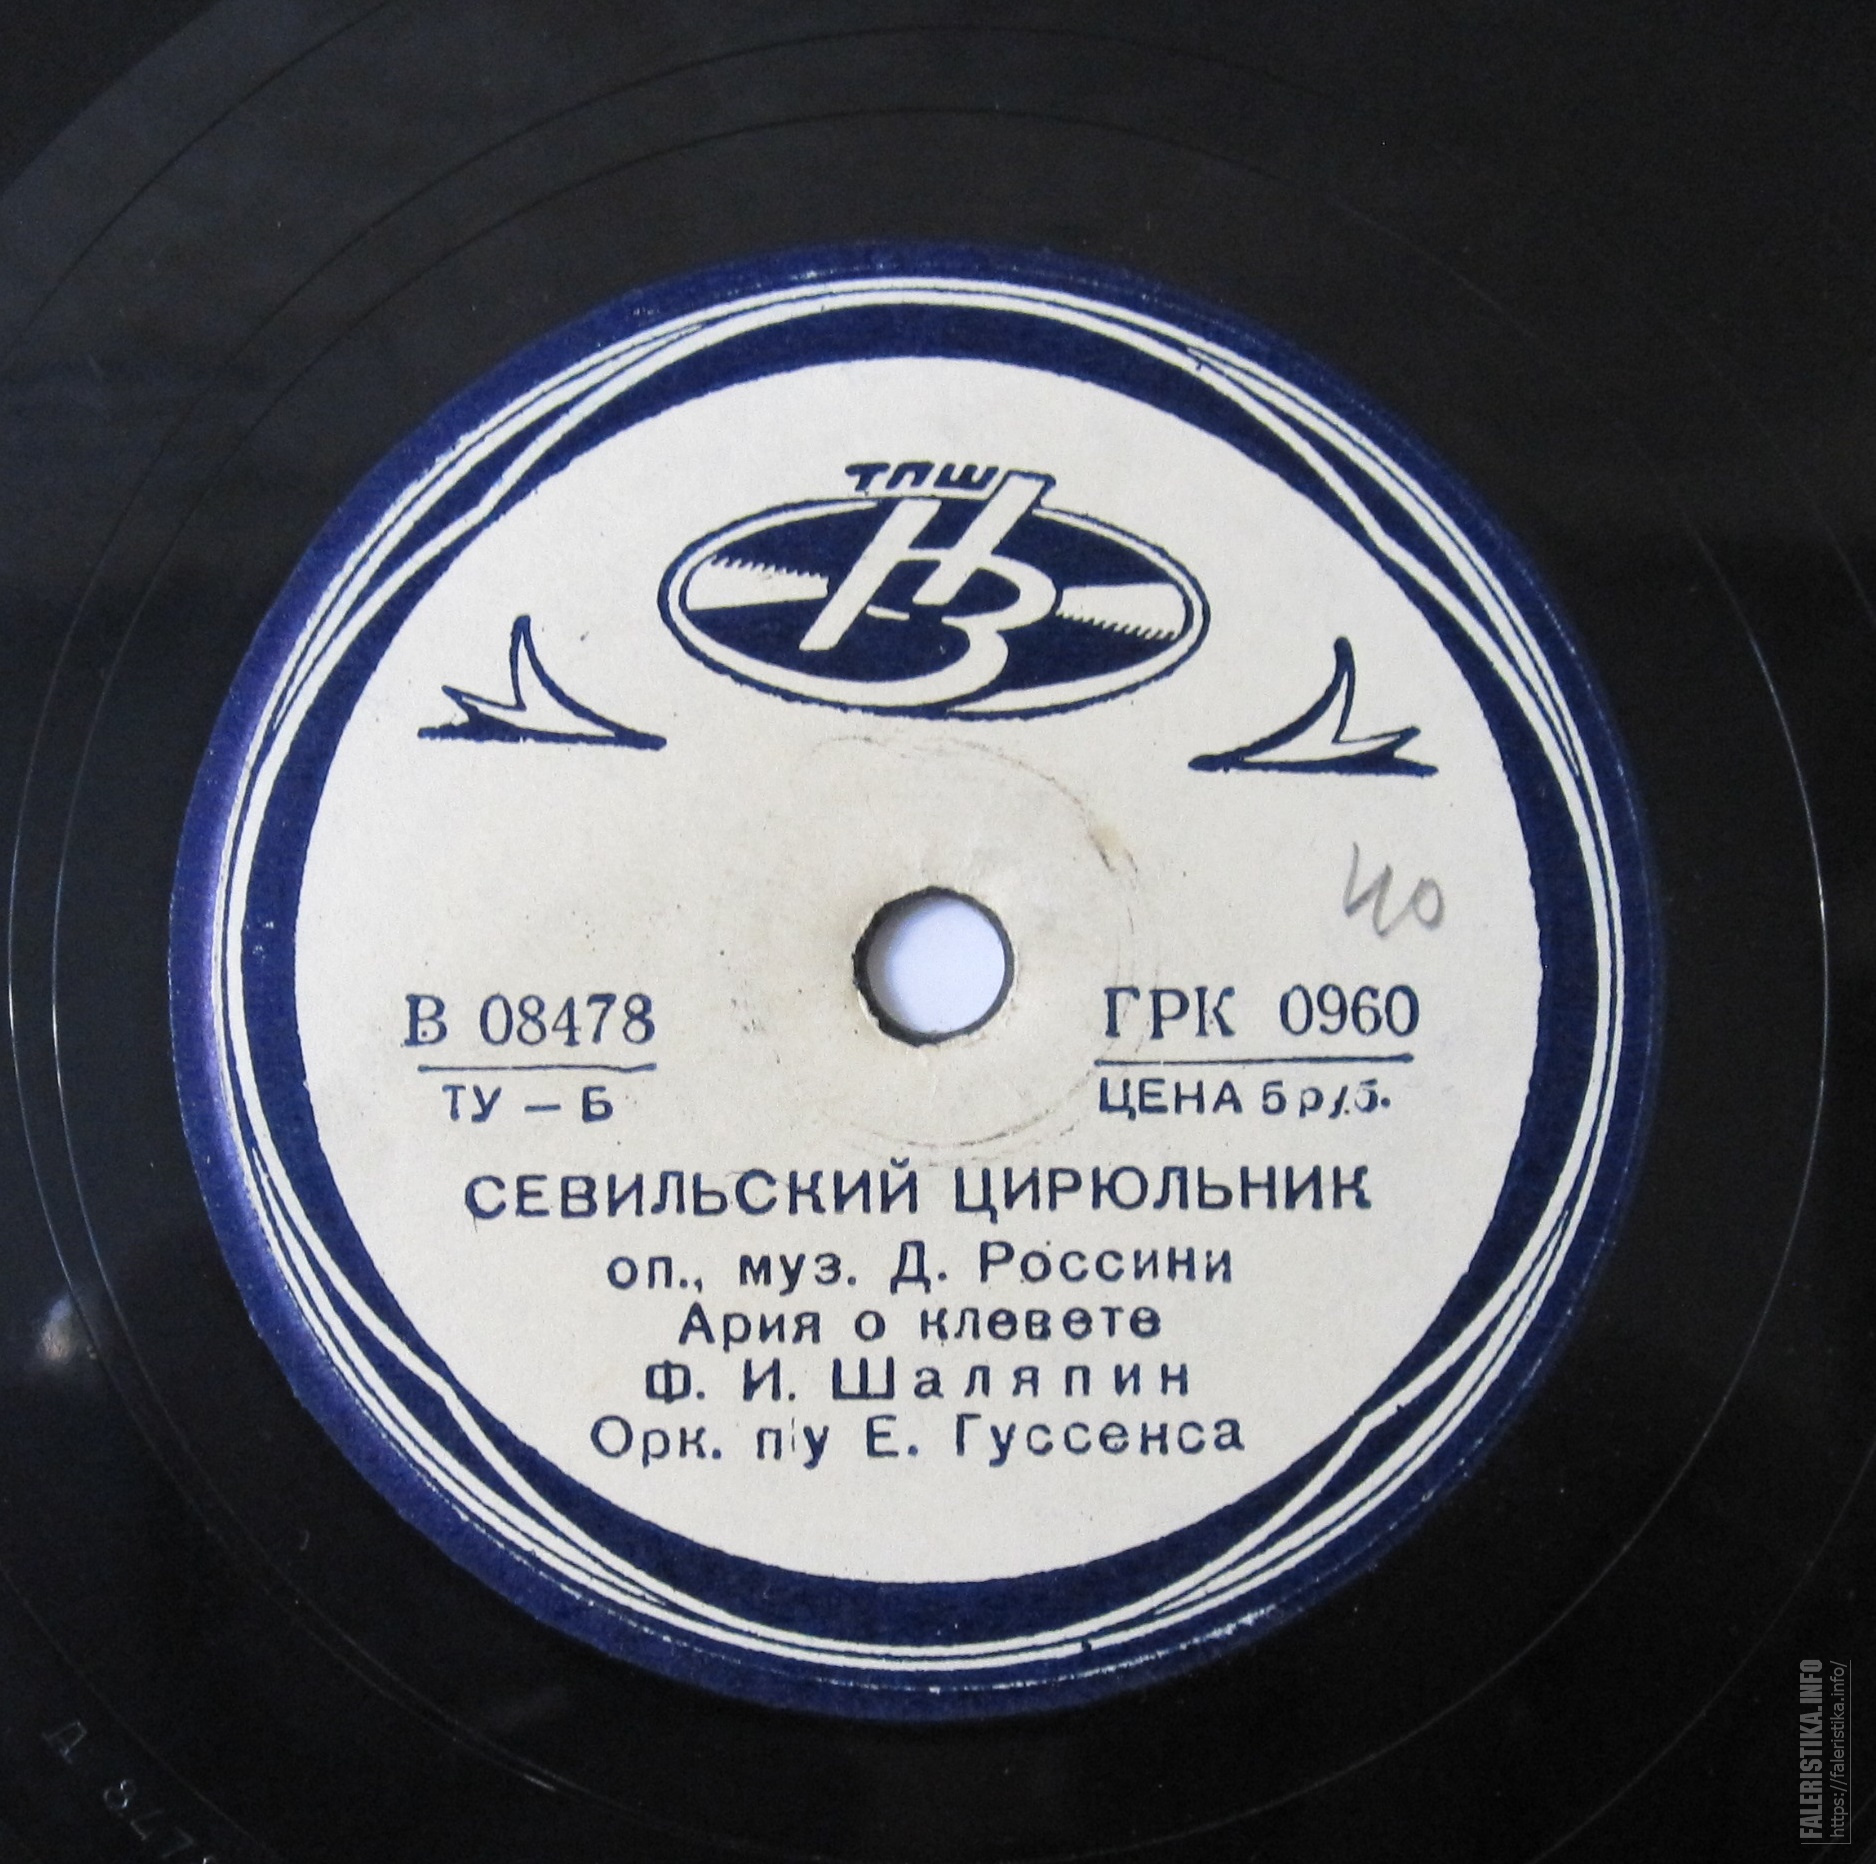 ТПШ
НЗ
40
В 08478 ГРК 0960
ТУ – Б ЦЕНА 5 руб.
СЕВИЛЬСКИЙ ЦИРЮЛЬНИК
оп., муз. Д. Россини
Ария о клевете
Ф. И. Шаляпин
Орк. п/у Е. Гуссенса
FALERISTIKA.INFO
https://faleristika.info/